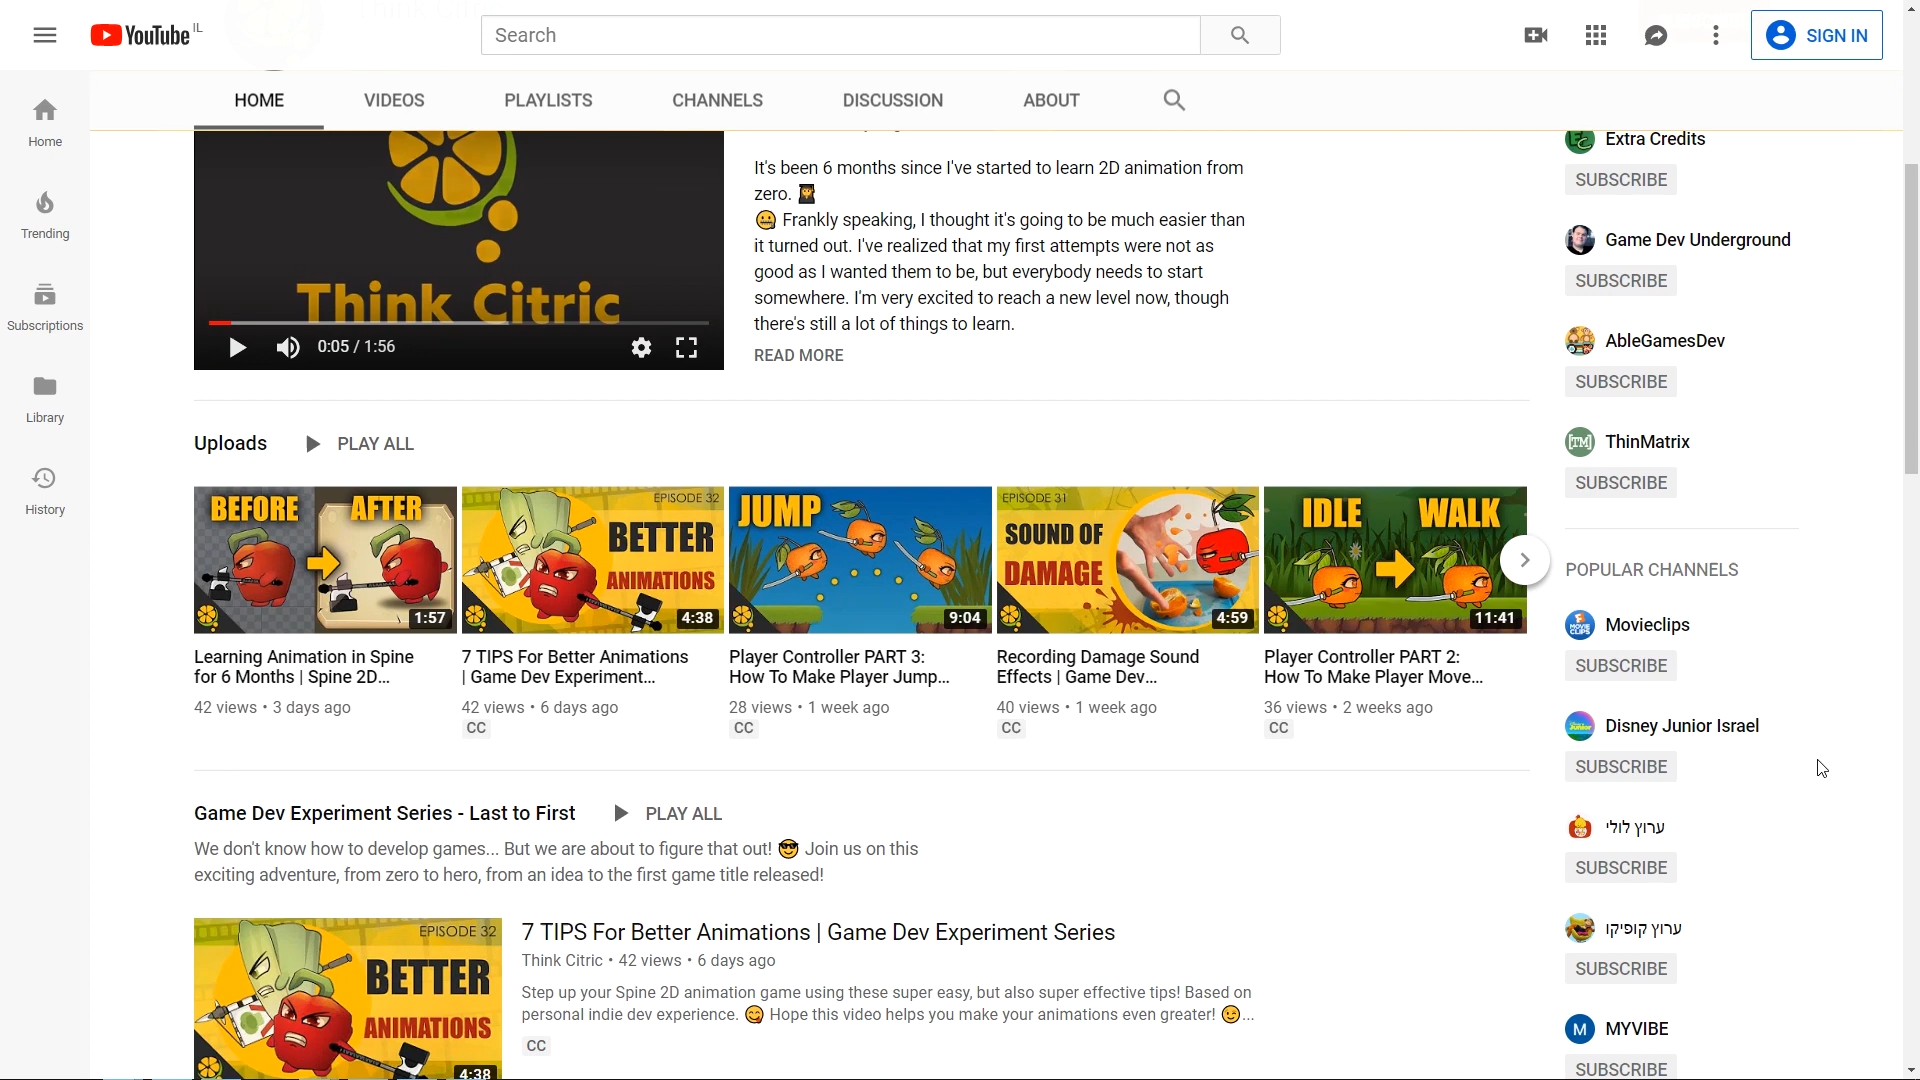 YouTube IL
Search
SIGN IN
HOME
VIDEOS
PLAYLISTS
CHANNELS
DISCUSSION
ABOUT
Home
Trending
Subscriptions
Library
History
Think Citric
0:05 / 1:56
It's been 6 months since I've started to learn 2D animation from
zero.
Frankly speaking, I thought it's going to be much easier than
it turned out. I've realized that my first attempts were not as
good as I wanted them to be, but everybody needs to start
somewhere. I'm very excited to reach a new level now, though
there's still a lot of things to learn.
READ MORE
Uploads
PLAY ALL
BEFORE AFTER
1:57
Learning Animation in Spine
for 6 Months | Spine 2D...
42 views • 3 days ago
EPISODE 32
BETTER
ANIMATIONS
4:38
7 TIPS For Better Animations
| Game Dev Experiment...
42 views • 6 days ago
CC
JUMP
9:04
Player Controller PART 3:
How To Make Player Jump...
28 views • 1 week ago
CC
EPISODE 31
SOUND OF
DAMAGE
4:59
Recording Damage Sound
Effects | Game Dev...
40 views • 1 week ago
CC
IDLE WALK
11:41
Player Controller PART 2:
How To Make Player Move...
36 views • 2 weeks ago
CC
Game Dev Experiment Series - Last to First
PLAY ALL
We don't know how to develop games... But we are about to figure that out! 😎 Join us on this
exciting adventure, from zero to hero, from an idea to the first game title released!
EPISODE 32
BETTER
ANIMATIONS
4:38
7 TIPS For Better Animations | Game Dev Experiment Series
Think Citric • 42 views • 6 days ago
Step up your Spine 2D animation game using these super easy, but also super effective tips! Based on
personal indie dev experience. 😋 Hope this video helps you make your animations even greater! 😉...
CC
Extra Credits
SUBSCRIBE
Game Dev Underground
SUBSCRIBE
AbleGamesDev
SUBSCRIBE
[TM] ThinMatrix
SUBSCRIBE
POPULAR CHANNELS
MOVIE
CLIPS
Movieclips
SUBSCRIBE
Disney Junior Israel
SUBSCRIBE
ערוץ לולי
SUBSCRIBE
ערוץ קופיקו
SUBSCRIBE
M MYVIBE
SUBSCRIBE